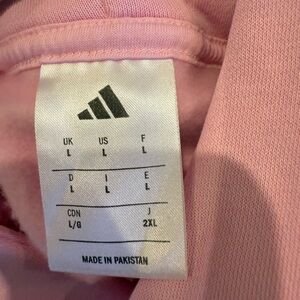 UK US F
L L L
D I E
L L L
CDN J
L/G 2XL
MADE IN PAKISTAN